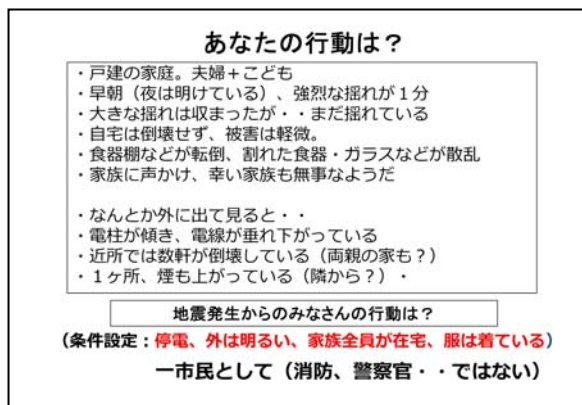 あなたの行動は？
・戸建の家庭。夫婦＋こども
・早朝（夜は明けている）、強烈な揺れが１分
・大きな揺れは収まったが・・まだ揺れている
・自宅は倒壊せず、被害は軽微。
・食器棚などが転倒、割れた食器・ガラスなどが散乱
・家族に声かけ、幸い家族も無事なようだ
・なんとか外に出て見ると・・
・電柱が傾き、電線が垂れ下がっている
・近所では数軒が倒壊している（両親の家も？）
・１ヶ所、煙も上がっている（隣から？）・
地震発生からのみなさんの行動は？
（条件設定：停電、外は明るい、家族全員が在宅、服は着ている）
一市民として（消防、警察官・・ではない）